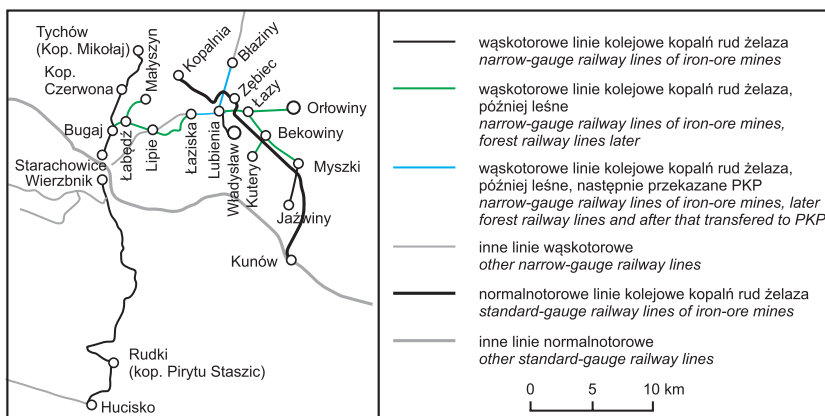 Tychów
(Kop. Mikołaj)
Kop.
Czerwona
Małyszyn
Kopalnia
Błaziny
Zębiec
Łazy
Orłowiny
Bugaj
Łabędź
Lipie
Łaziska
Lubienia
Władysław
Kutery
Bekowiny
Myszki
Starachowice
Wierzbnik
Jaźwiny
Kunów
Rudki
(kop. Pirytu Staszic)
Hucisko
wąskotorowe linie kolejowe kopalń rud żelaza
narrow-gauge railway lines of iron-ore mines
wąskotorowe linie kolejowe kopalń rud żelaza,
później leśne
narrow-gauge railway lines of iron-ore mines,
forest railway lines later
wąskotorowe linie kolejowe kopalń rud żelaza,
później leśne, następnie przekazane PKP
narrow-gauge railway lines of iron-ore mines, later
forest railway lines and after that transfered to PKP
inne linie wąskotorowe
other narrow-gauge railway lines
normalnotorowe linie kolejowe kopalń rud żelaza
standard-gauge railway lines of iron-ore mines
inne linie normalnotorowe
other standard-gauge railway lines
0 5 10 km